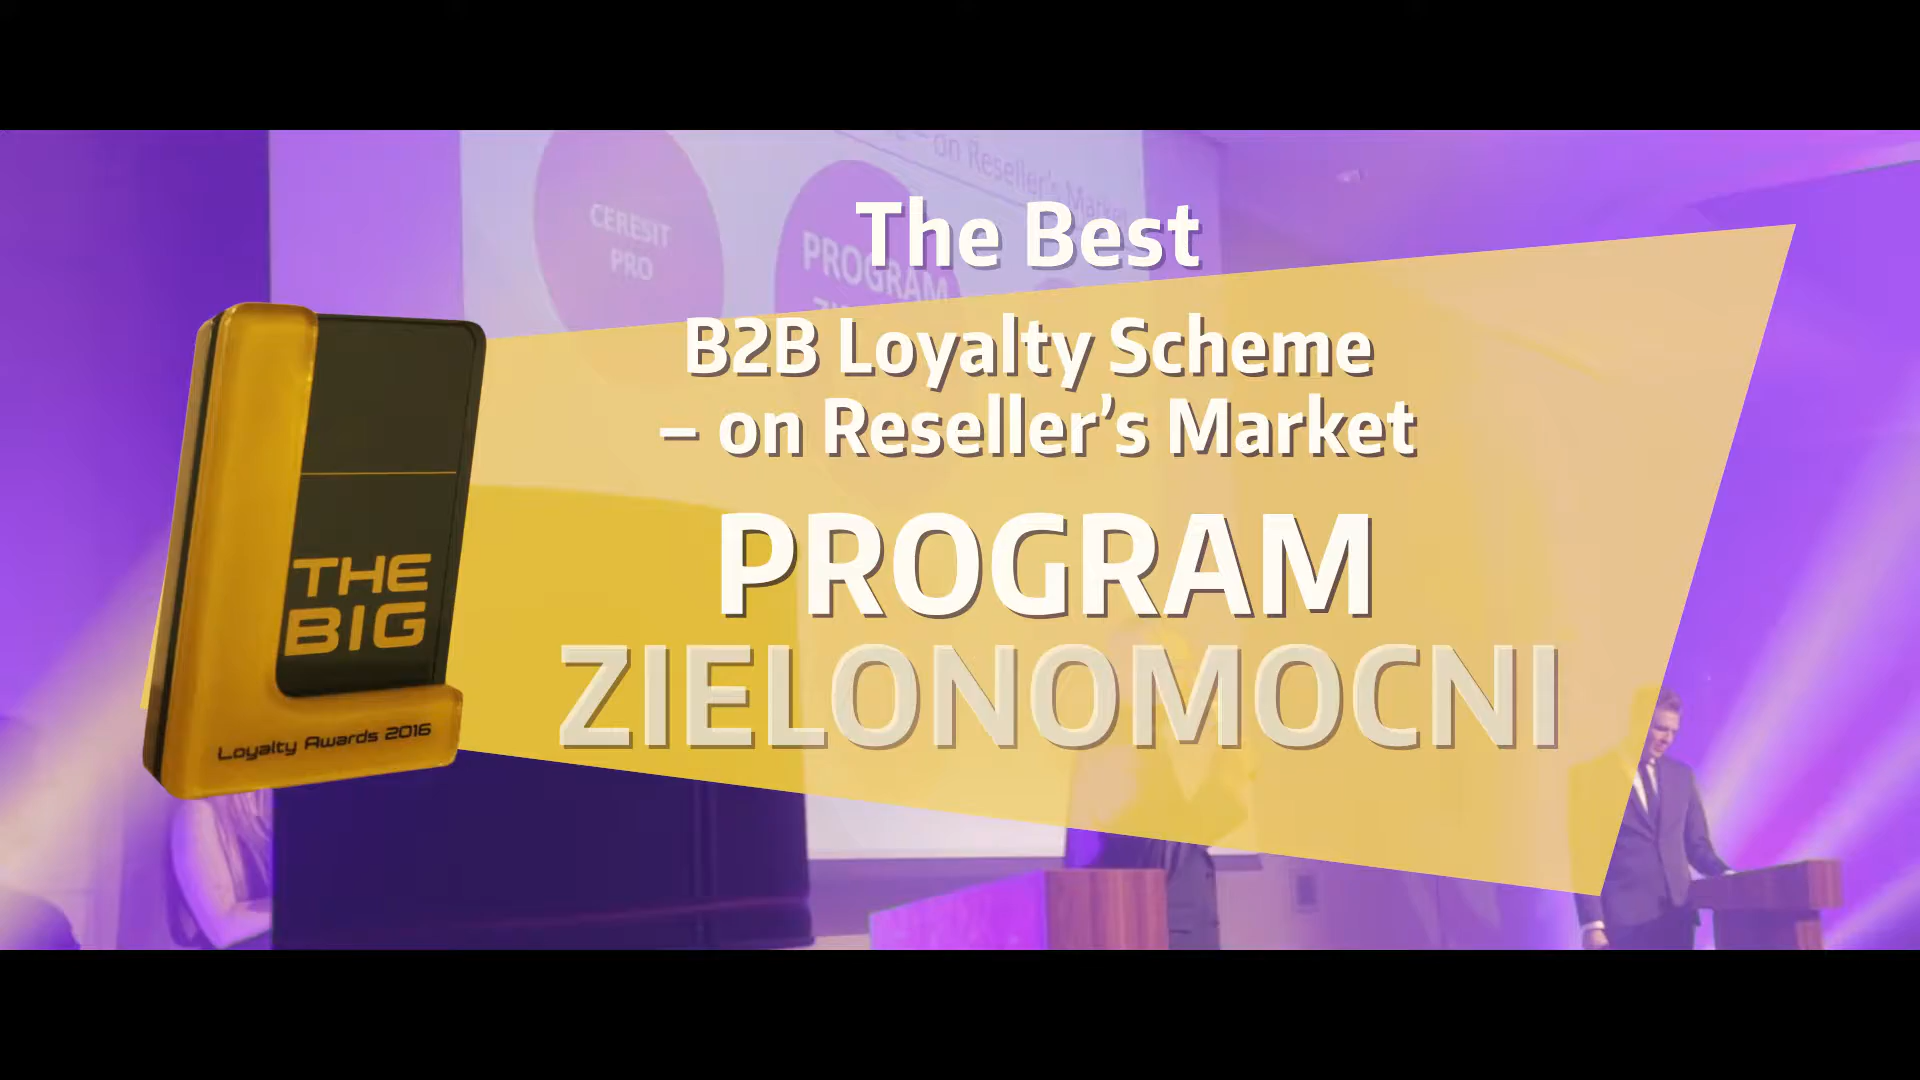 – on Reseller's Market
CERESIT
PRO
PROGRAM
The Best
B2B Loyalty Scheme
– on Reseller’s Market
PROGRAM
ZIELONOMOCNI
THE
BIG
Loyalty Awards 2016